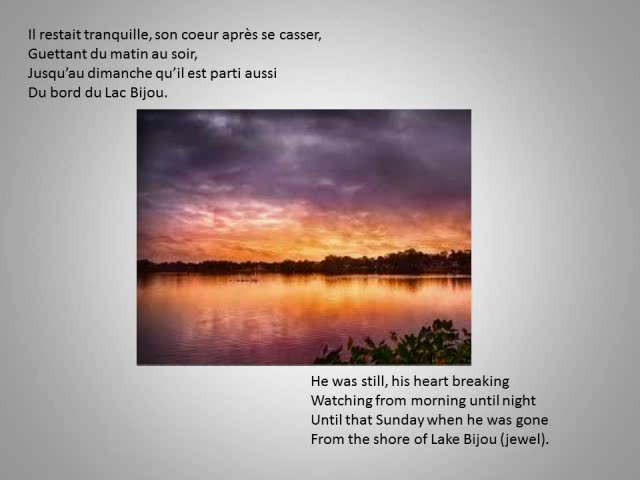 Il restait tranquille, son coeur après se casser,
Guettant du matin au soir,
Jusqu’au dimanche qu’il est parti aussi
Du bord du Lac Bijou.
He was still, his heart breaking
Watching from morning until night
Until that Sunday when he was gone
From the shore of Lake Bijou (jewel).